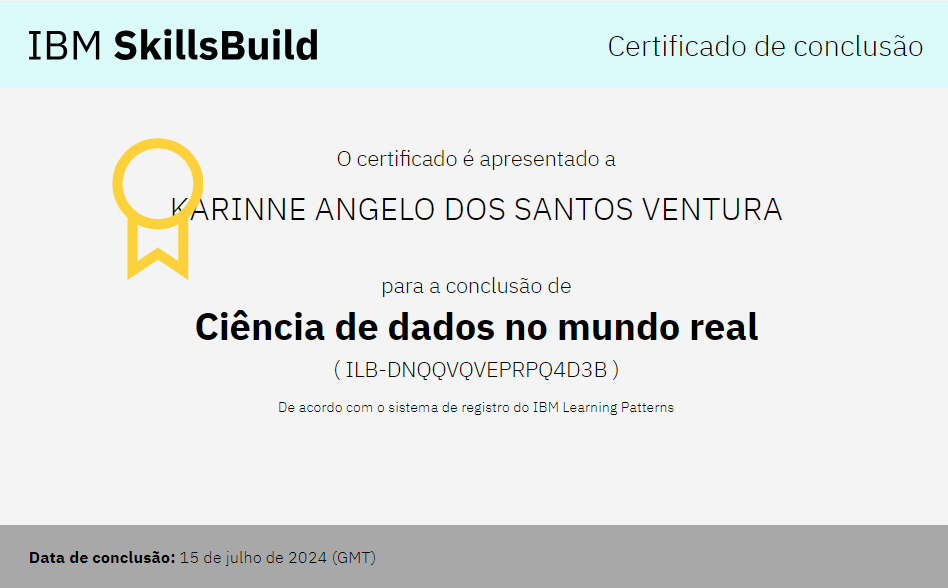 IBM SkillsBuild
Certificado de conclusão
O certificado é apresentado a
KARINNE ANGELO DOS SANTOS VENTURA
para a conclusão de
Ciência de dados no mundo real
( ILB-DNQQVQVEPRPQ4D3B )
De acordo com o sistema de registro do IBM Learning Patterns
Data de conclusão: 15 de julho de 2024 (GMT)